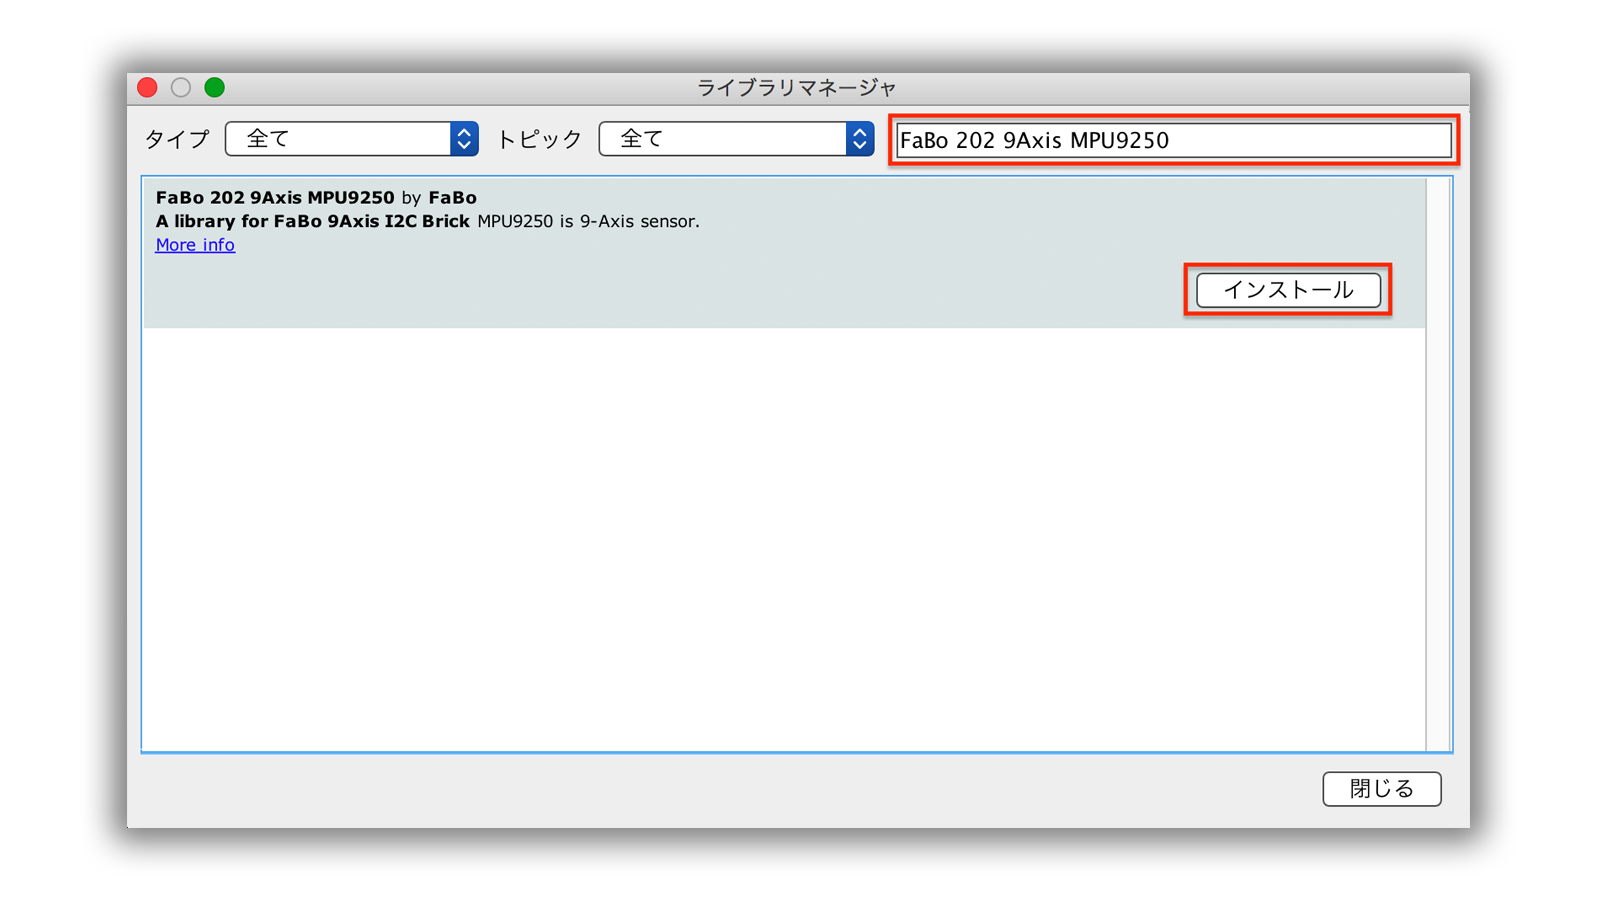 ライブラリマネージャ
タイプ 全て トピック 全て FaBo 202 9Axis MPU9250
FaBo 202 9Axis MPU9250 by FaBo
A library for FaBo 9Axis I2C Brick MPU9250 is 9-Axis sensor.
More info
インストール
閉じる